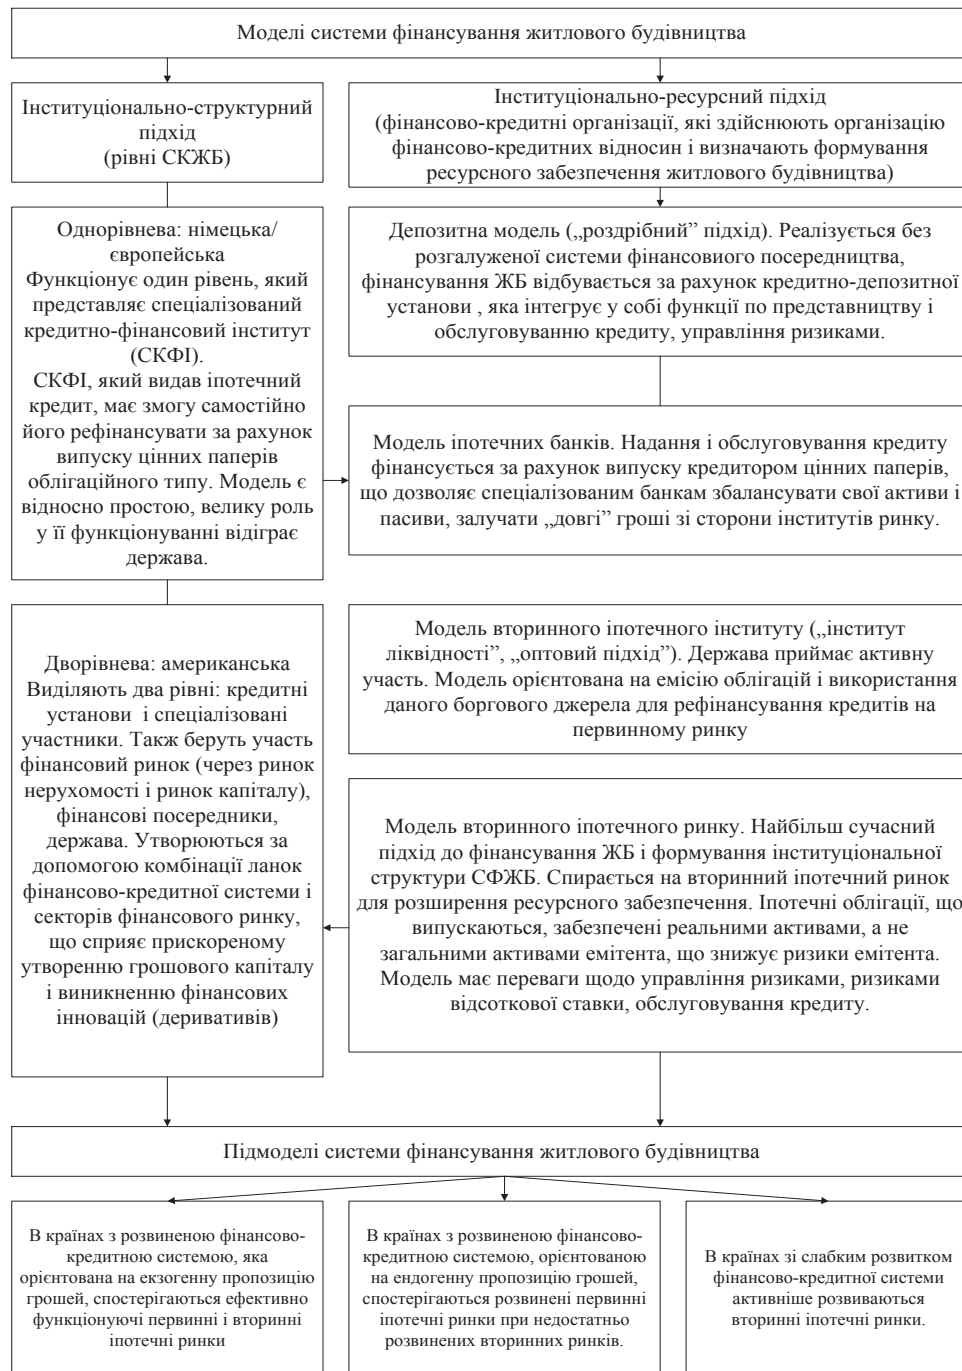 Моделі системи фінансування житлового будівництва
Інституціонально-структурний
підхід
(рівні СКЖБ)
Інституціонально-ресурсний підхід
(фінансово-кредитні організації, які здійснюють організацію
фінансово-кредитних відносин і визначають формування
ресурсного забезпечення житлового будівництва)
Однорівнева: німецька/
європейська
Функціонує один рівень, який
представляє спеціалізований
кредитно-фінансовий інститут
(СКФІ).
СКФІ, який видав іпотечний
кредит, має змогу самостійно
його рефінансувати за рахунок
випуску цінних паперів
облігаційного типу. Модель є
відносно простою, велику роль
у її функціонуванні відіграє
держава.
Депозитна модель („роздрібний” підхід). Реалізується без
розгалуженої системи фінансовиого посередництва,
фінансування ЖБ відбувається за рахунок кредитно-депозитної
установи , яка інтегрує у собі функції по представництву і
обслуговуванню кредиту, управління ризиками.
Модель іпотечних банків. Надання і обслуговування кредиту
фінансується за рахунок випуску кредитором цінних паперів,
що дозволяє спеціалізованим банкам збалансувати свої активи і
пасиви, залучати „довгі” гроші зі сторони інститутів ринку.
Дворівнева: американська
Виділяють два рівні: кредитні
установи і спеціалізовані
участники. Такж беруть участь
фінансовий ринок (через ринок
нерухомості і ринок капіталу),
фінансові посередники,
держава. Утворюються за
допомогою комбінації ланок
фінансово-кредитної системи і
секторів фінансового ринку,
що сприяє прискореному
утворенню грошового капіталу
і виникненню фінансових
інновацій (деривативів)
Модель вторинного іпотечного інституту („інститут
ліквідності”, „оптовий підхід”). Держава приймає активну
участь. Модель орієнтована на емісію облігацій і використання
даного боргового джерела для рефінансування кредитів на
первинному ринку
Модель вторинного іпотечного ринку. Найбільш сучасний
підхід до фінансування ЖБ і формування інституціональної
структури СФЖБ. Спирається на вторинний іпотечний ринок
для розширення ресурсного забезпечення. Іпотечні облігації, що
випускаються, забезпечені реальними активами, а не
загальними активами емітента, що знижує ризики емітента.
Модель має переваги щодо управління ризиками, ризиками
відсоткової ставки, обслуговування кредиту.
Підмоделі системи фінансування житлового будівництва
В країнах з розвиненою фінансово-
кредитною системою, яка
орієнтована на екзогенну пропозицію
грошей, спостерігаються ефективно
функціонуючі первинні і вторинні
іпотечні ринки
В країнах з розвиненою фінансово-
кредитною системою, орієнтованою
на ендогенну пропозицію грошей,
спостерігаються розвинені первинні
іпотечні ринки при недостатньо
розвинених вторинних ринків.
В країнах зі слабким розвитком
фінансово-кредитної системи
активніше розвиваються
вторинні іпотечні ринки.